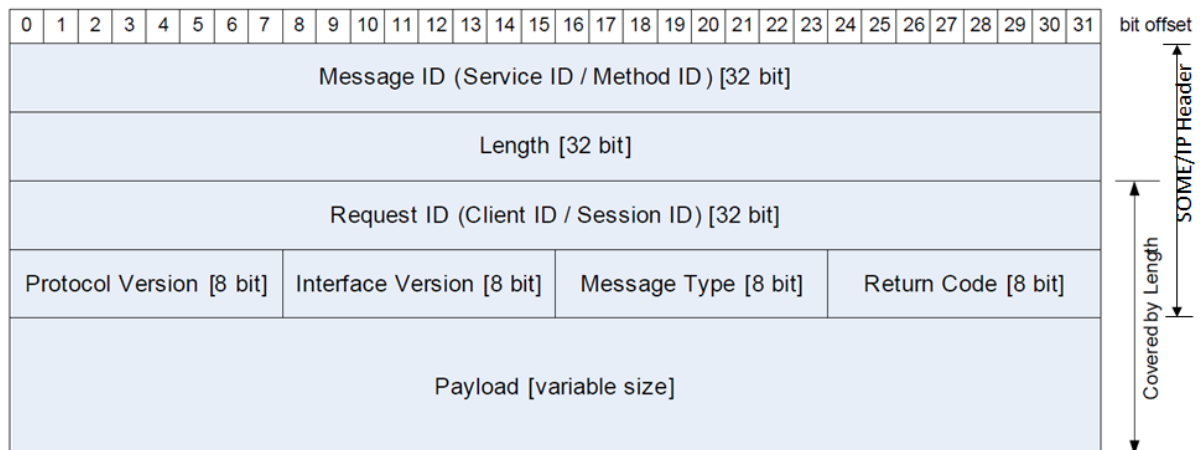 0 1 2 3 4 5 6 7 8 9 10 11 12 13 14 15 16 17 18 19 20 21 22 23 24 25 26 27 28 29 30 31 bit offset
Message ID (Service ID / Method ID) [32 bit]
Length [32 bit]
Request ID (Client ID / Session ID) [32 bit]
Protocol Version [8 bit] Interface Version [8 bit] Message Type [8 bit] Return Code [8 bit]
Payload [variable size]
SOME/IP Header
Covered by Length